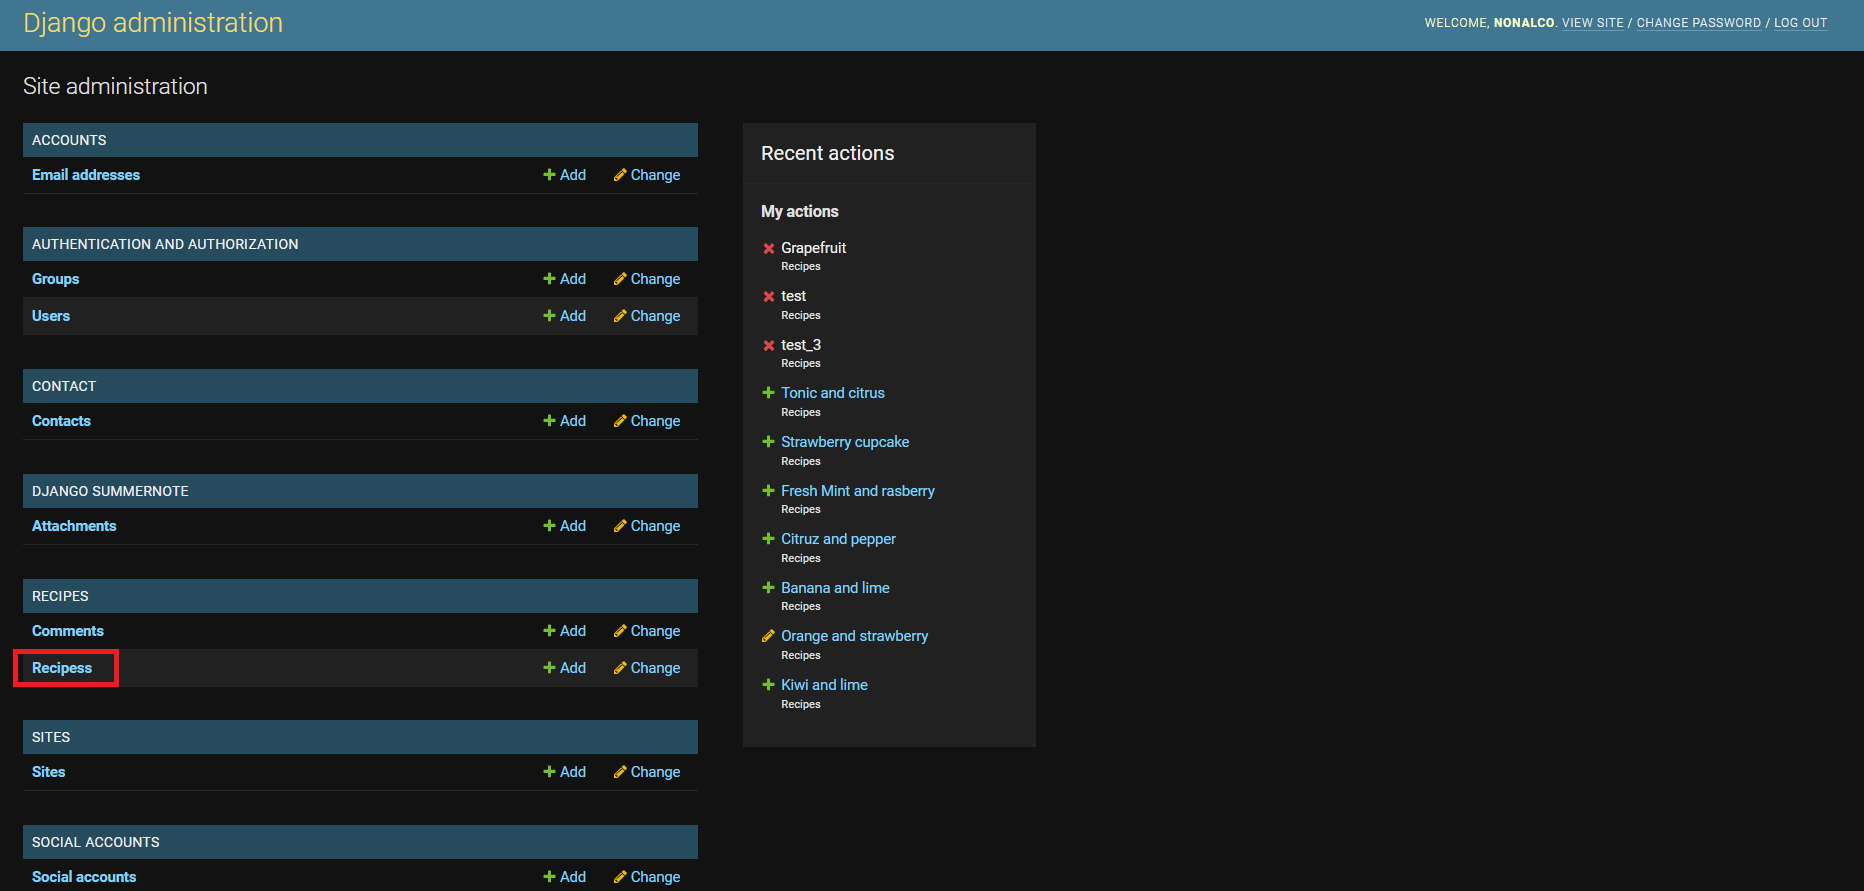 Django administration
WELCOME, NONALCO. VIEW SITE / CHANGE PASSWORD / LOG OUT
Site administration
ACCOUNTS
Email addresses Add Change
AUTHENTICATION AND AUTHORIZATION
Groups Add Change
Users Add Change
CONTACT
Contacts Add Change
DJANGO SUMMERNOTE
Attachments Add Change
RECIPES
Comments Add Change
Recipess Add Change
SITES
Sites Add Change
SOCIAL ACCOUNTS
Social accounts Add Change
Recent actions
My actions
Grapefruit
Recipes
test
Recipes
test_3
Recipes
Tonic and citrus
Recipes
Strawberry cupcake
Recipes
Fresh Mint and rasberry
Recipes
Citruz and pepper
Recipes
Banana and lime
Recipes
Orange and strawberry
Recipes
Kiwi and lime
Recipes